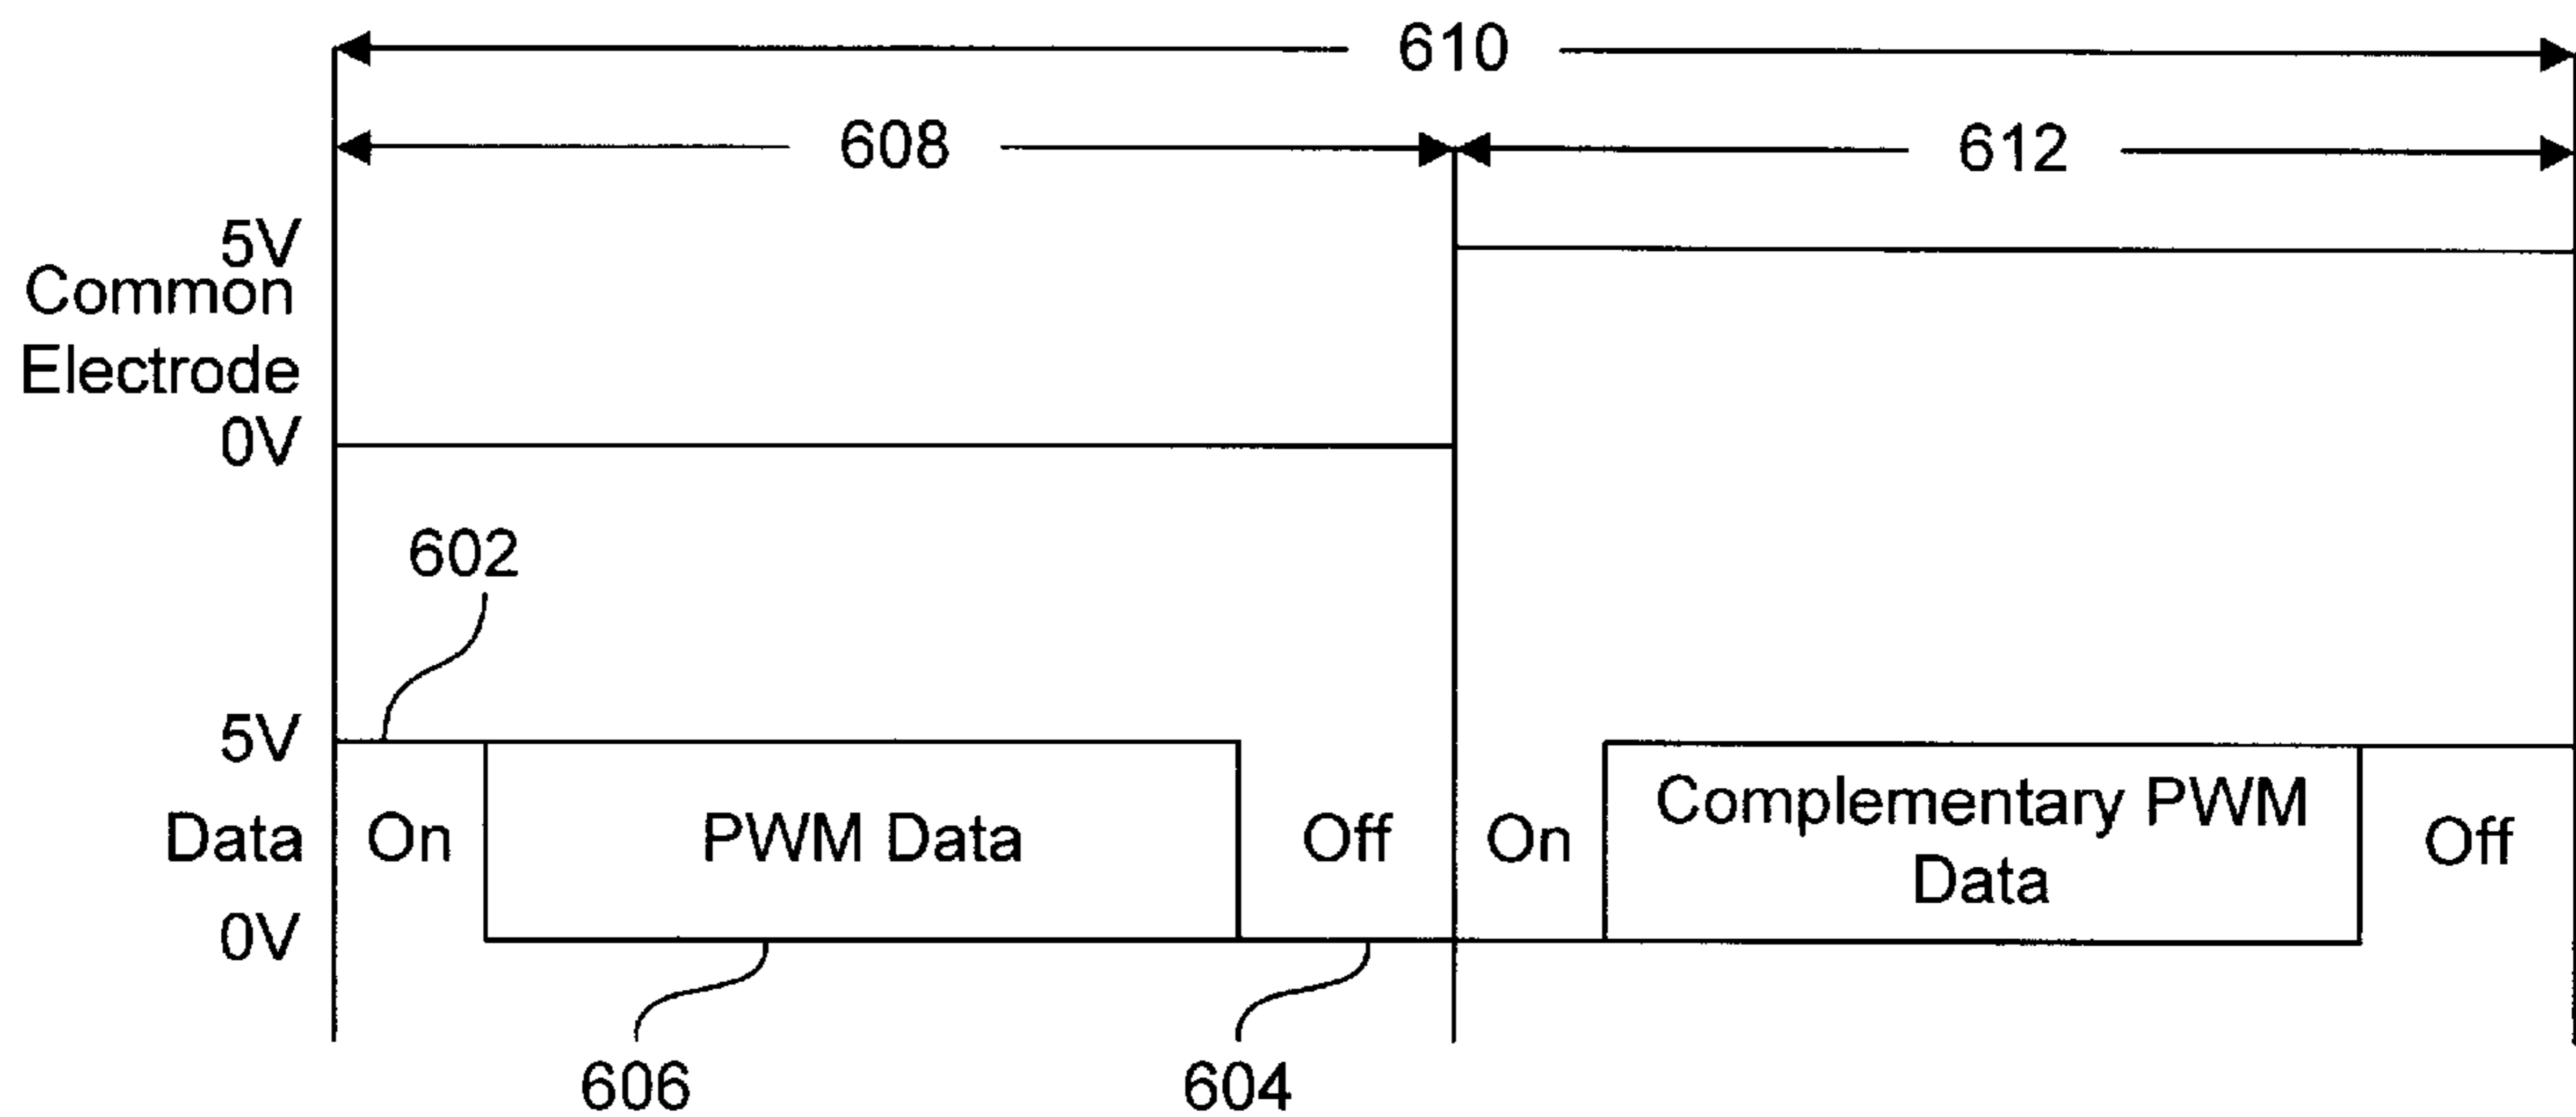 610
608
612
5V
Common
Electrode
0V
602
5V
Data
On
PWM Data
Off
On
Complementary PWM
Data
Off
0V
606
604